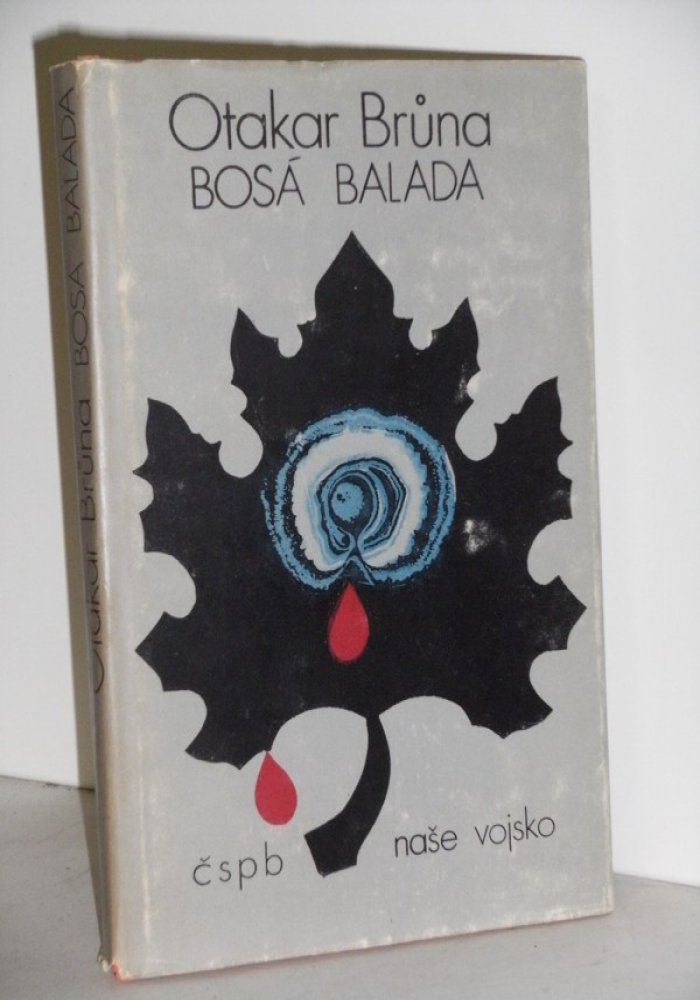 Otakar Brůna
BOSÁ BALADA
čspb
naše vojsko
Otakar Brůna BOSÁ BALADA